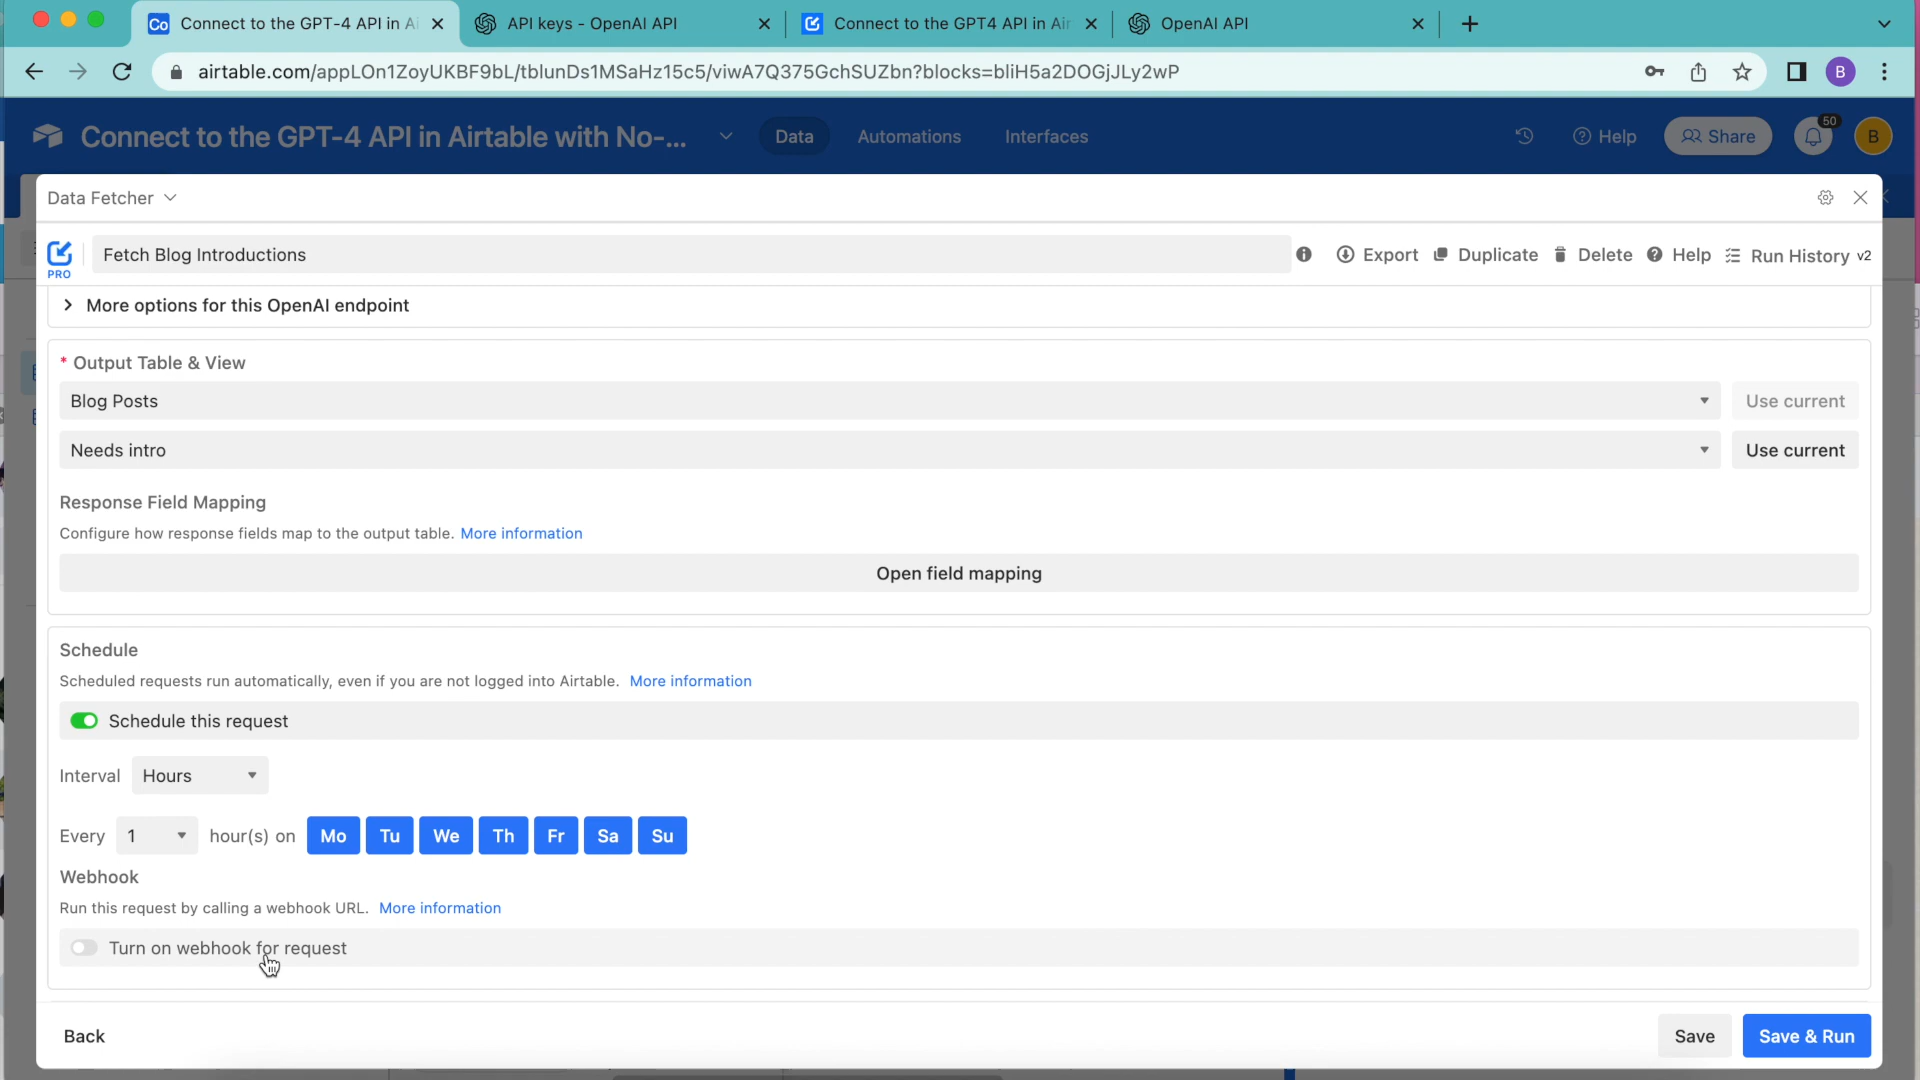 Co Connect to the GPT-4 API in Ai
API keys - OpenAI API
Connect to the GPT4 API in Air
OpenAI API
airtable.com/appLOn1ZoyUKBF9bL/tblunDs1MSaHz15c5/viwA7Q375GchSUZbn?blocks=bliH5a2DOGjJLy2wP
B
Connect to the GPT-4 API in Airtable with No-...
Data
Automations
Interfaces
Help
Share
50
B
Data Fetcher
PRO
Fetch Blog Introductions
Export
Duplicate
Delete
Help
Run History v2
More options for this OpenAI endpoint
* Output Table & View
Blog Posts
Use current
Needs intro
Use current
Response Field Mapping
Configure how response fields map to the output table. More information
Open field mapping
Schedule
Scheduled requests run automatically, even if you are not logged into Airtable. More information
Schedule this request
Interval Hours
Every 1 hour(s) on Mo Tu We Th Fr Sa Su
Webhook
Run this request by calling a webhook URL. More information
Turn on webhook for request
Back
Save
Save & Run